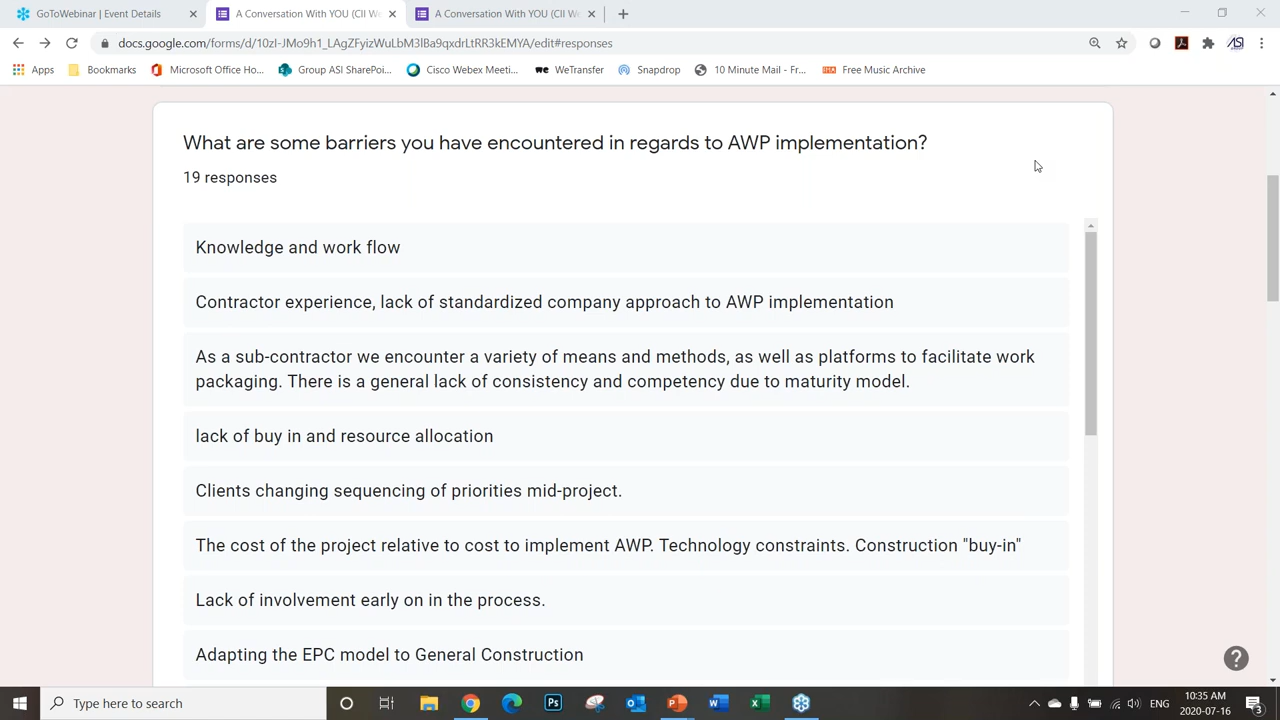 GoToWebinar | Event Details
A Conversation With YOU (CII We
A Conversation With YOU (CII We
docs.google.com/forms/d/10zI-JMo9h1_LAgZFyizWuLbM3lBa9qxdrLtRR3kEMYA/edit#responses
Apps
Bookmarks
Microsoft Office Ho...
Group ASI SharePoi...
Cisco Webex Meeti...
WeTransfer
Snapdrop
10 Minute Mail - Fr...
Free Music Archive
What are some barriers you have encountered in regards to AWP implementation?
19 responses
Knowledge and work flow
Contractor experience, lack of standardized company approach to AWP implementation
As a sub-contractor we encounter a variety of means and methods, as well as platforms to facilitate work
packaging. There is a general lack of consistency and competency due to maturity model.
lack of buy in and resource allocation
Clients changing sequencing of priorities mid-project.
The cost of the project relative to cost to implement AWP. Technology constraints. Construction "buy-in"
Lack of involvement early on in the process.
Adapting the EPC model to General Construction
Type here to search
ENG
10:35 AM
2020-07-16
3